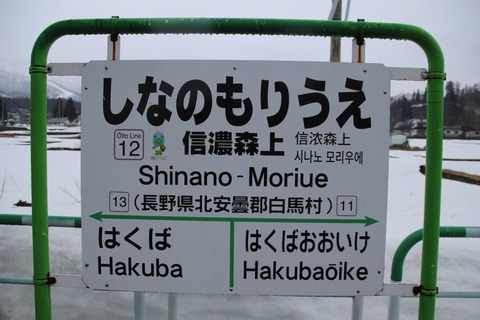 しなのもりうえ
Ōito Line
12
信濃森上
信浓森上
시나노 모리우에
Shinano-Moriue
13 (長野県北安曇郡白馬村) 11
はくば はくばおおいけ
Hakuba Hakubaōike